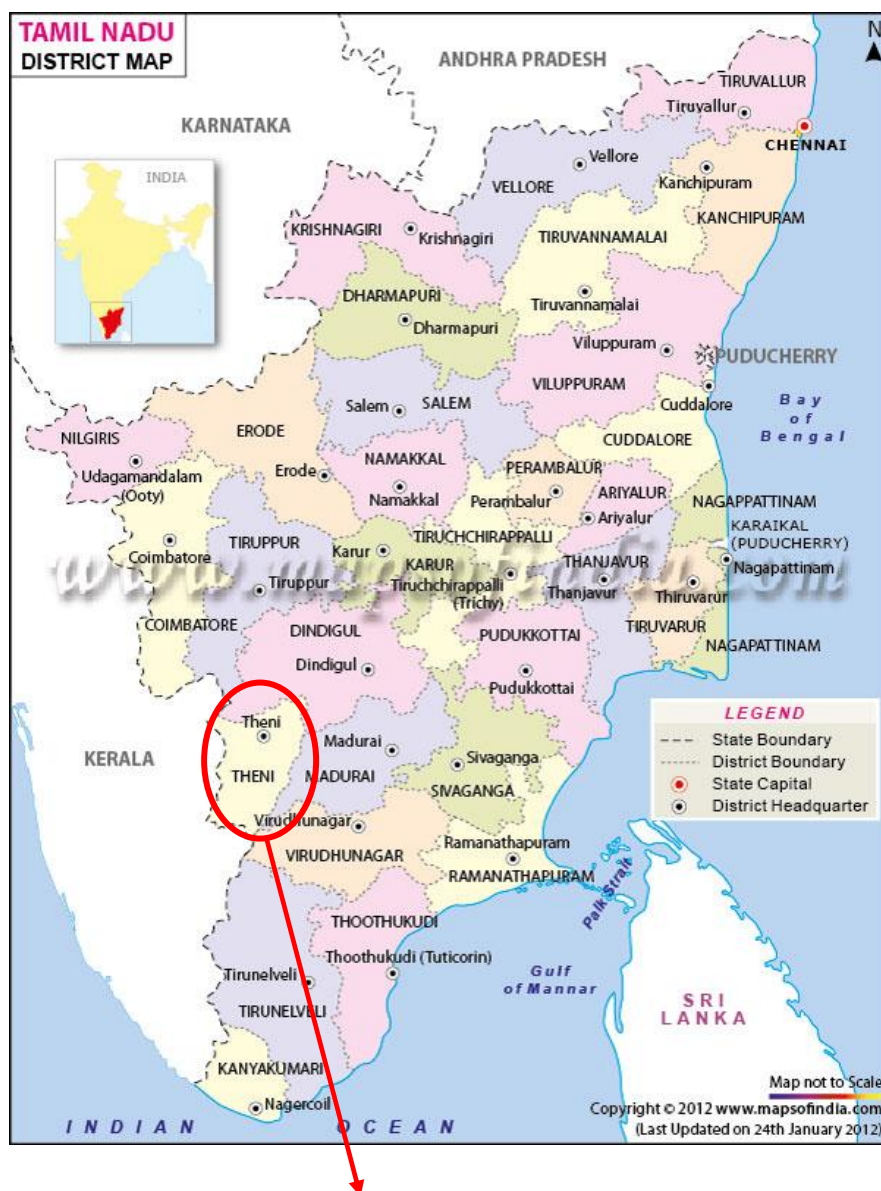 TAMIL NADU
DISTRICT MAP
N
ANDHRA PRADESH
TIRUVALLUR
Tiruvallur
KARNATAKA
CHENNAI
INDIA
Vellore
VELLORE
Kanchipuram
KANCHIPURAM
KRISHNAGIRI
Krishnagiri
TIRUVANNAMALAI
DHARMAPURI
Tiruvannamalai
Dharmapuri
Viluppuram
PUDUCHERRY
VILUPPURAM
Salem
SALEM
Cuddalore
Bay
of
Bengal
NILGIRIS
ERODE
CUDDALORE
Udagamandalam
(Ooty)
Erode
NAMAKKAL
Namakkal
PERAMBALUR
Perambalur
ARIYALUR
Ariyalur
NAGAPPATTINAM
KARAIKAL
(PUDUCHERRY)
Coimbatore
TIRUPPUR
Karur
TIRUCHCHIRAPPALLI
KARUR
THANJAVUR
Nagapattinam
www.mapsofindia.com
Tiruppur
Tiruchchirappalli
(Trichy)
Thanjavur
Thiruvarur
COIMBATORE
DINDIGUL
PUDUKKOTTAI
TIRUVARUR
NAGAPATTINAM
Dindigul
Pudukkottai
Theni
THENI
KERALA
Madurai
MADURAI
Sivaganga
SIVAGANGA
LEGEND
State Boundary
District Boundary
State Capital
District Headquarter
Virudhunagar
VIRUDHUNAGAR
Ramanathapuram
RAMANATHAPURAM
Palk Strait
THOOTHUKUDI
Thoothukudi (Tuticorin)
Tirunelveli
TIRUNELVELI
Gulf
of Mannar
SRI
LANKA
KANYAKUMARI
Nagercoil
INDIAN OCEAN
Map not to Scale
Copyright © 2012 www.mapsofindia.com
(Last Updated on 24th January 2012)